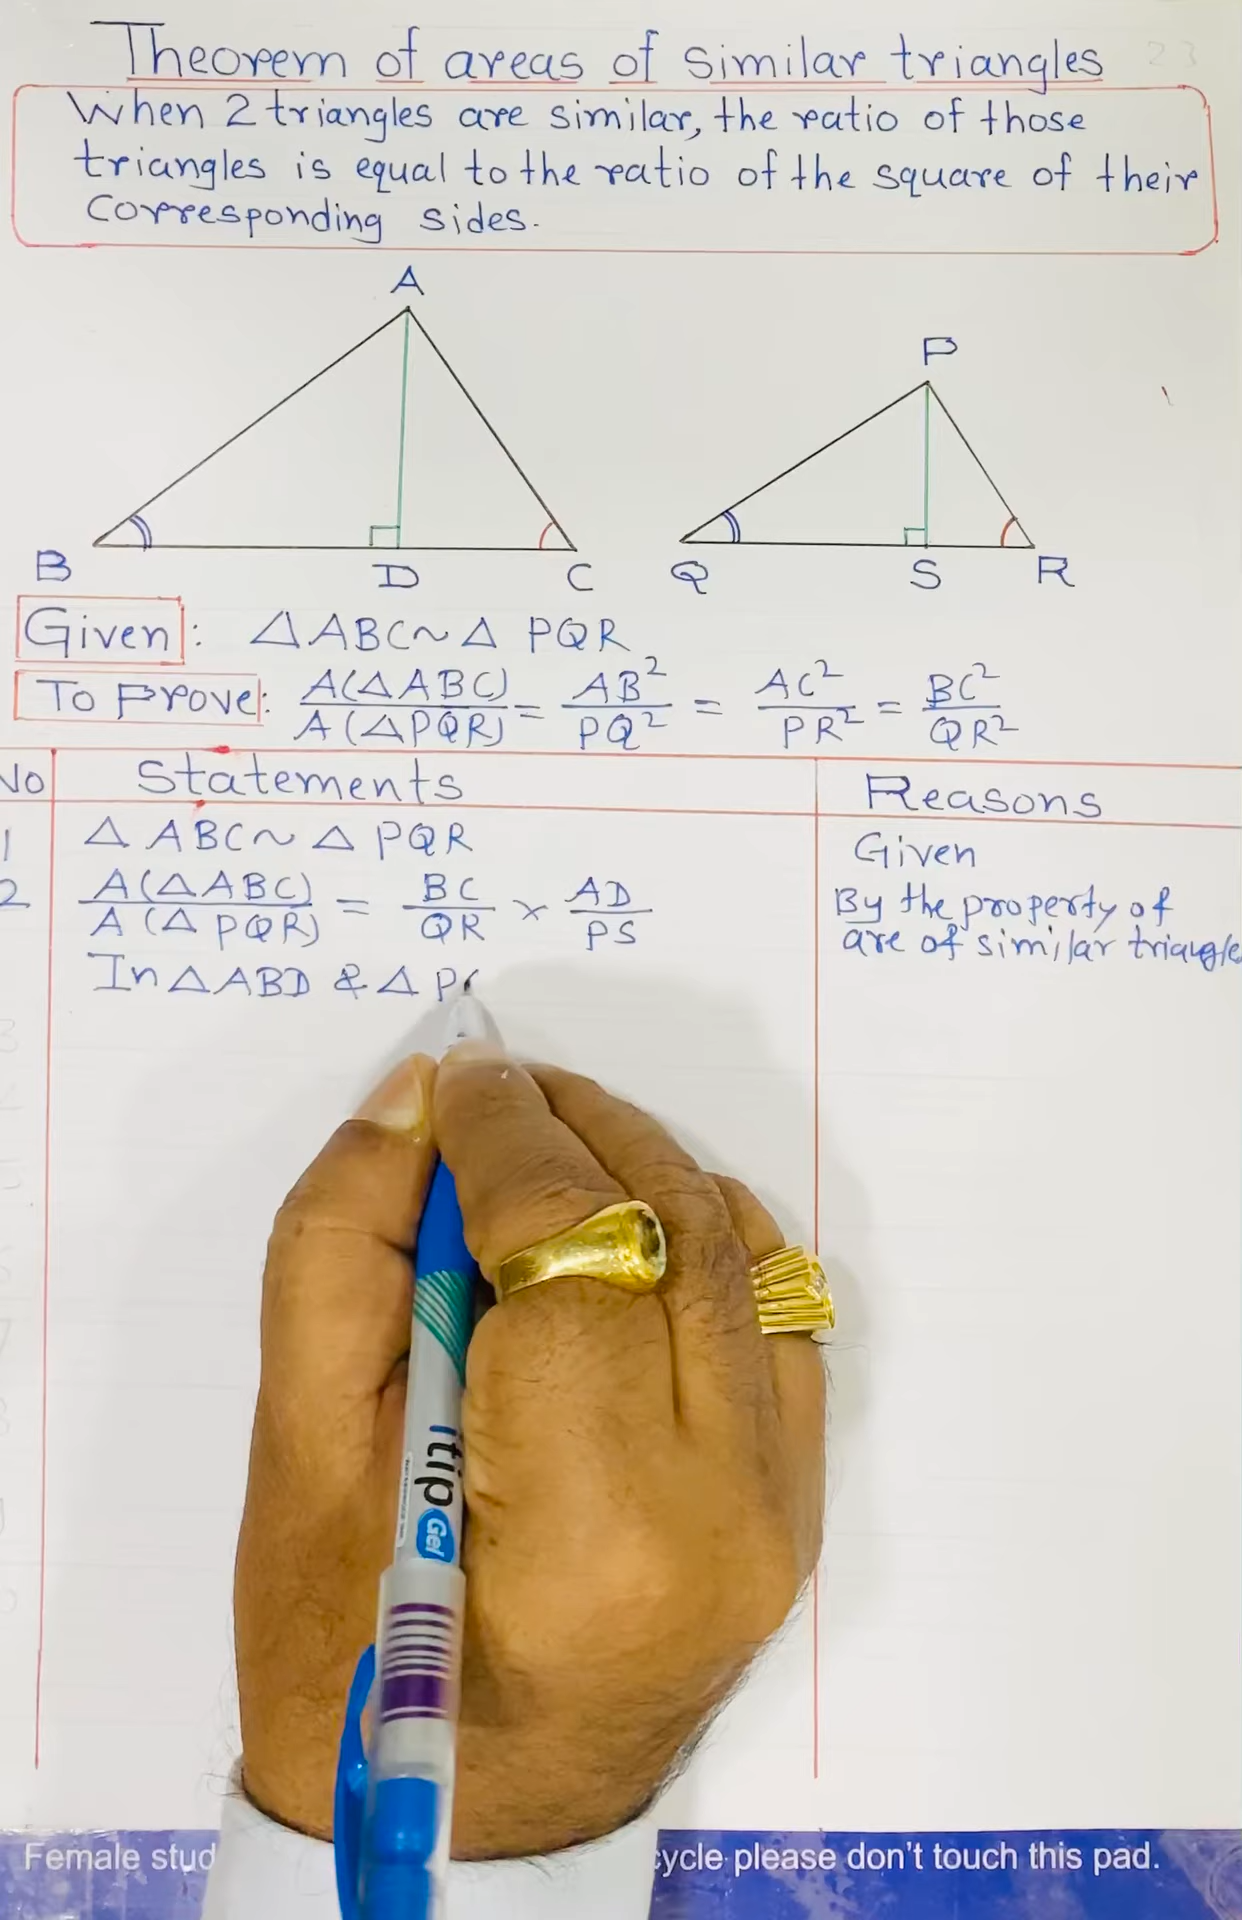 Theorem of areas of similar triangles
When 2 triangles are similar, the ratio of those
triangles is equal to the ratio of the square of their
Corresponding sides.
A
P
B D C Q S R
Given: △ABC ~ △ PQR
To Prove: A(△ABC)/A(△PQR) = AB²/PQ² = AC²/PR² = BC²/QR²
No Statements Reasons
1 △ ABC ~ △ PQR Given
2 A(△ABC)/A(△PQR) = BC/QR × AD/PS By the property of
are of similar triangle
In △ABD & △ P
itip
Gel
Female stud
cycle please don't touch this pad.